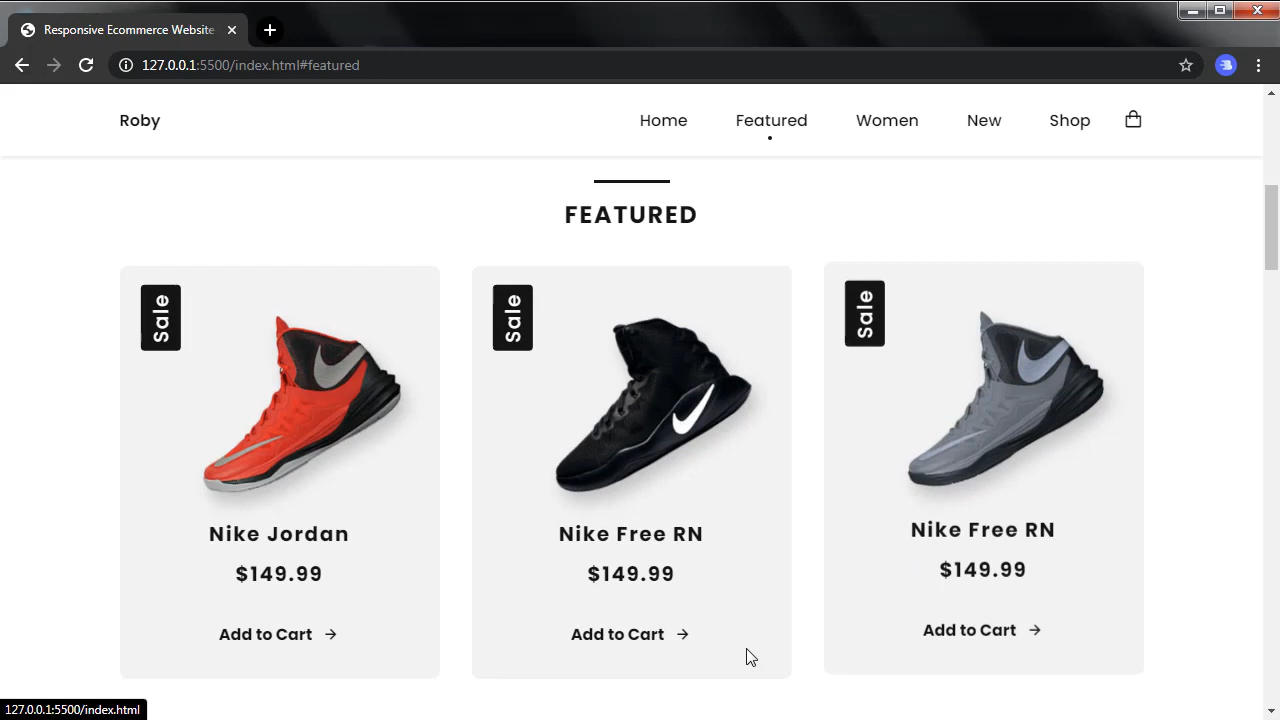 Responsive Ecommerce Website
127.0.0.1:5500/index.html#featured
Roby
Home Featured Women New Shop
FEATURED
Sale Sale Sale
Nike Jordan Nike Free RN Nike Free RN
$149.99 $149.99 $149.99
Add to Cart → Add to Cart → Add to Cart →
127.0.0.1:5500/index.html